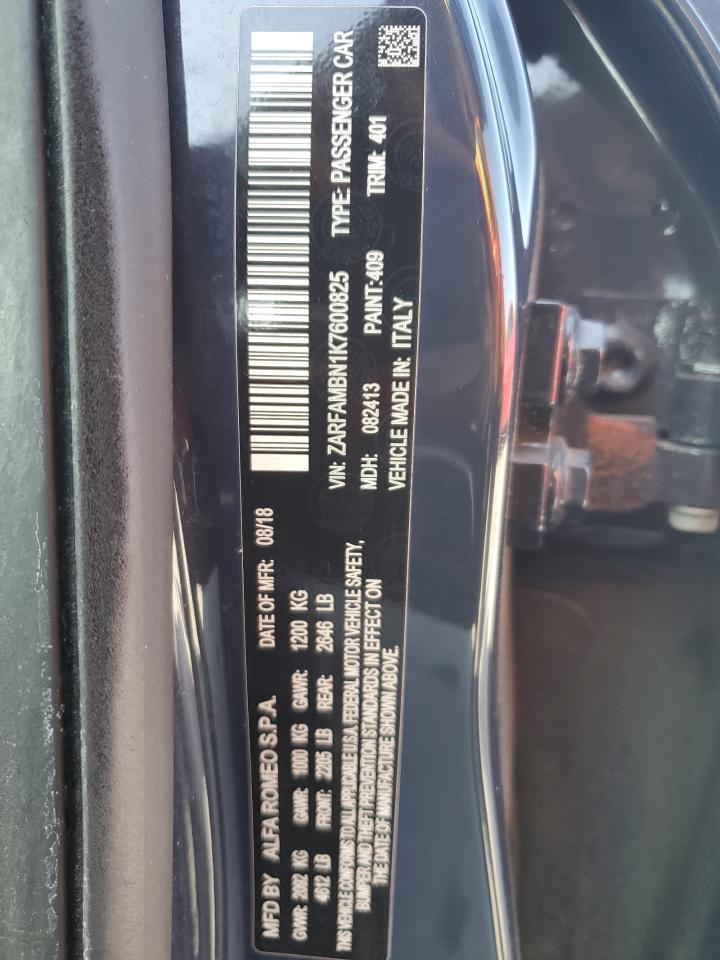 MFD BY ALFA ROMEO S.P.A. DATE OF MFR: 08/18
GVWR: 2092 KG GAWR: 1000 KG GAWR: 1200 KG
4612 LB FRONT: 2205 LB REAR: 2646 LB
THIS VEHICLE CONFORMS TO ALL APPLICABLE U.S.A. FEDERAL MOTOR VEHICLE SAFETY,
BUMPER AND THEFT PREVENTION STANDARDS IN EFFECT ON
THE DATE OF MANUFACTURE SHOWN ABOVE.
VIN: ZARFAMBN1K7600825 TYPE: PASSENGER CAR
MDH: 082413 PAINT:409 TRIM: 401
VEHICLE MADE IN: ITALY